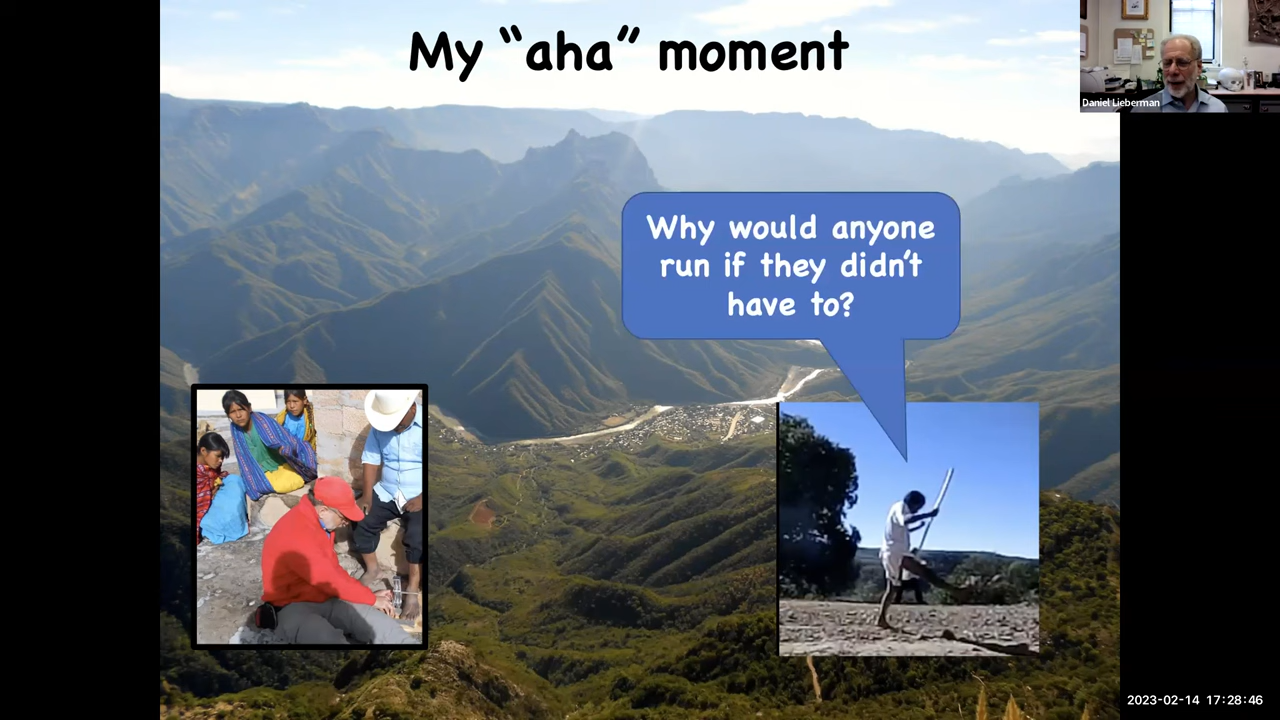 My “aha” moment
Daniel Lieberman
Why would anyone
run if they didn’t
have to?
2023-02-14 17:28:46